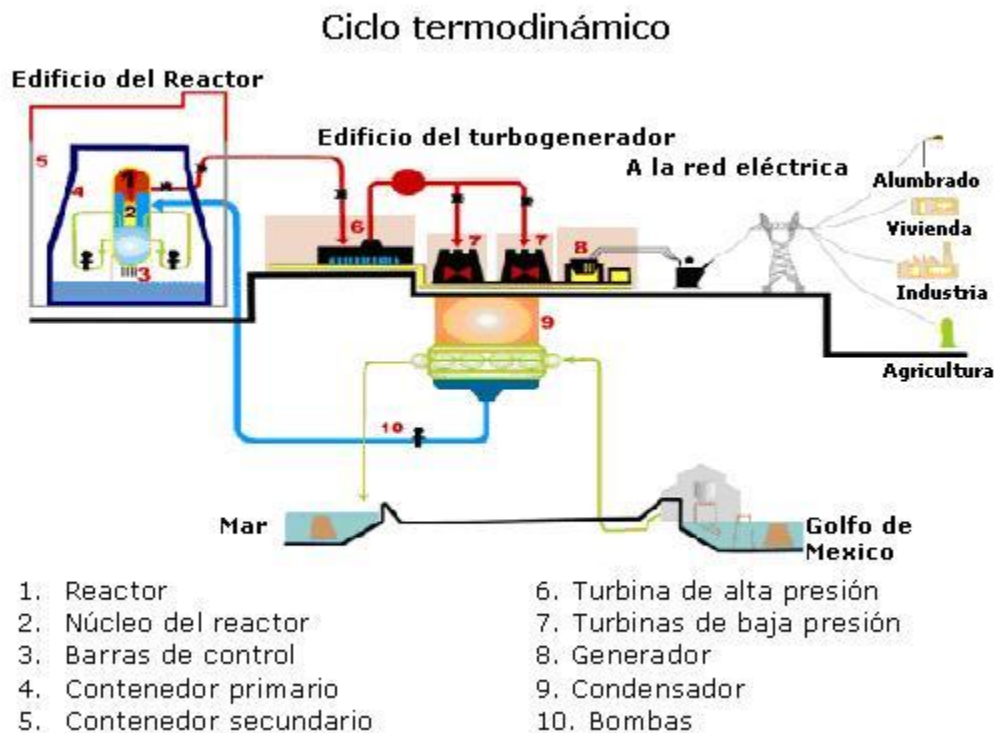 Ciclo termodinámico
Edificio del Reactor
Edificio del turbogenerador
A la red eléctrica
Alumbrado
Vivienda
Industria
Agricultura
5
4
1
2
3
6
7
7
8
9
10
Mar
Golfo de
Mexico
1. Reactor
2. Núcleo del reactor
3. Barras de control
4. Contenedor primario
5. Contenedor secundario
6. Turbina de alta presión
7. Turbinas de baja presión
8. Generador
9. Condensador
10. Bombas